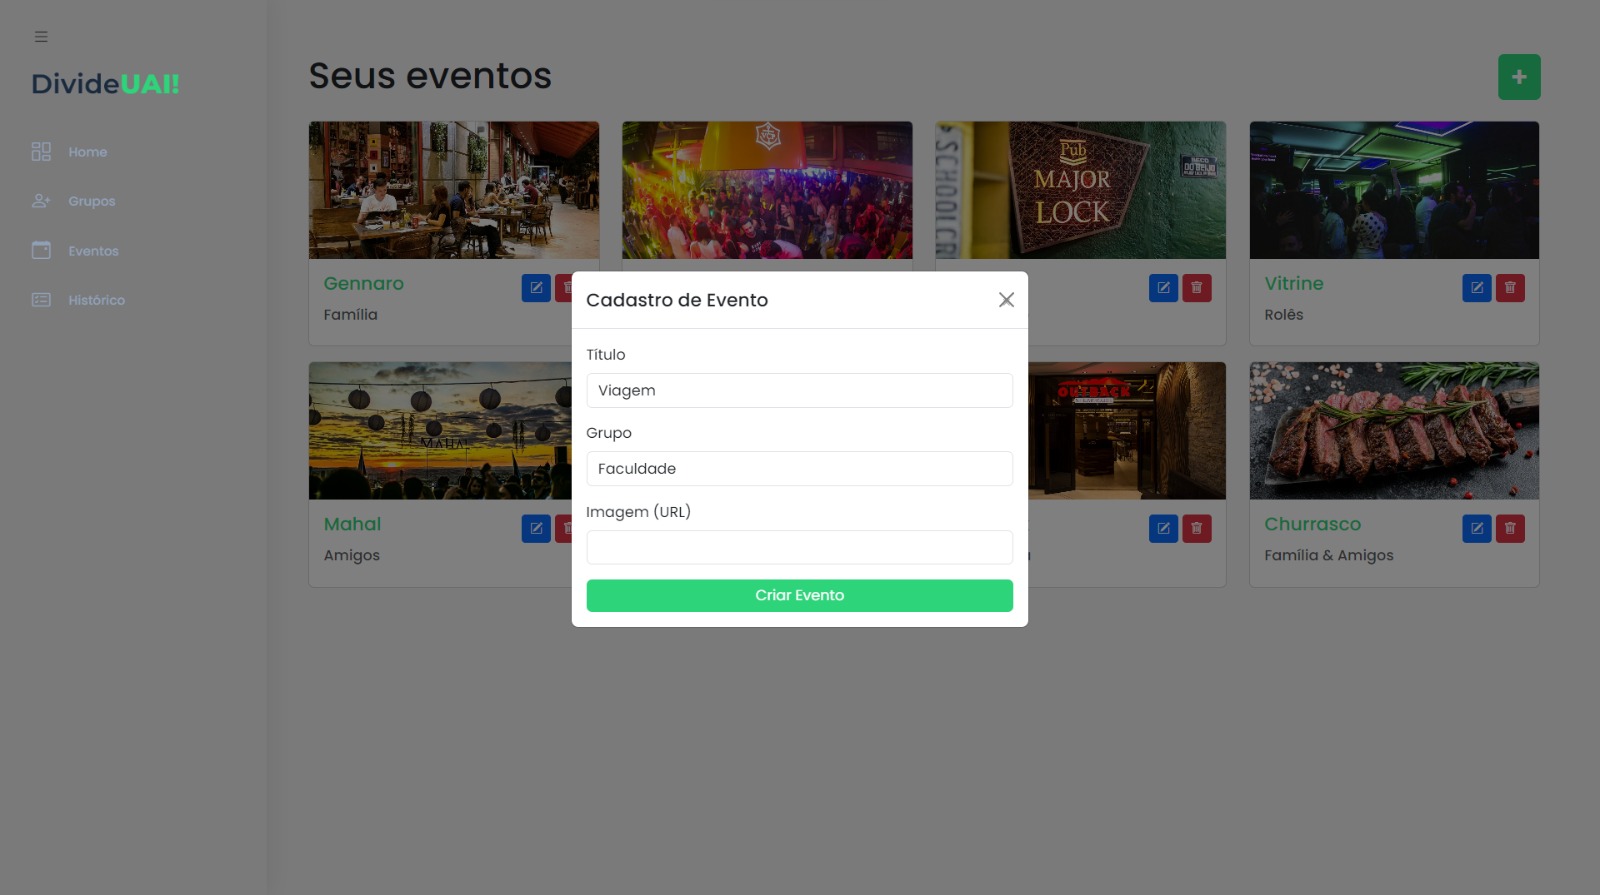 DivideUAI!
Home
Grupos
Eventos
Histórico
Seus eventos
+
Pub
MAJOR
LOCK
Gennaro
Família
Vitrine
Rolês
MAHAL
OUTBACK
Mahal
Amigos
Churrasco
Família & Amigos
Cadastro de Evento
Título
Viagem
Grupo
Faculdade
Imagem (URL)
Criar Evento